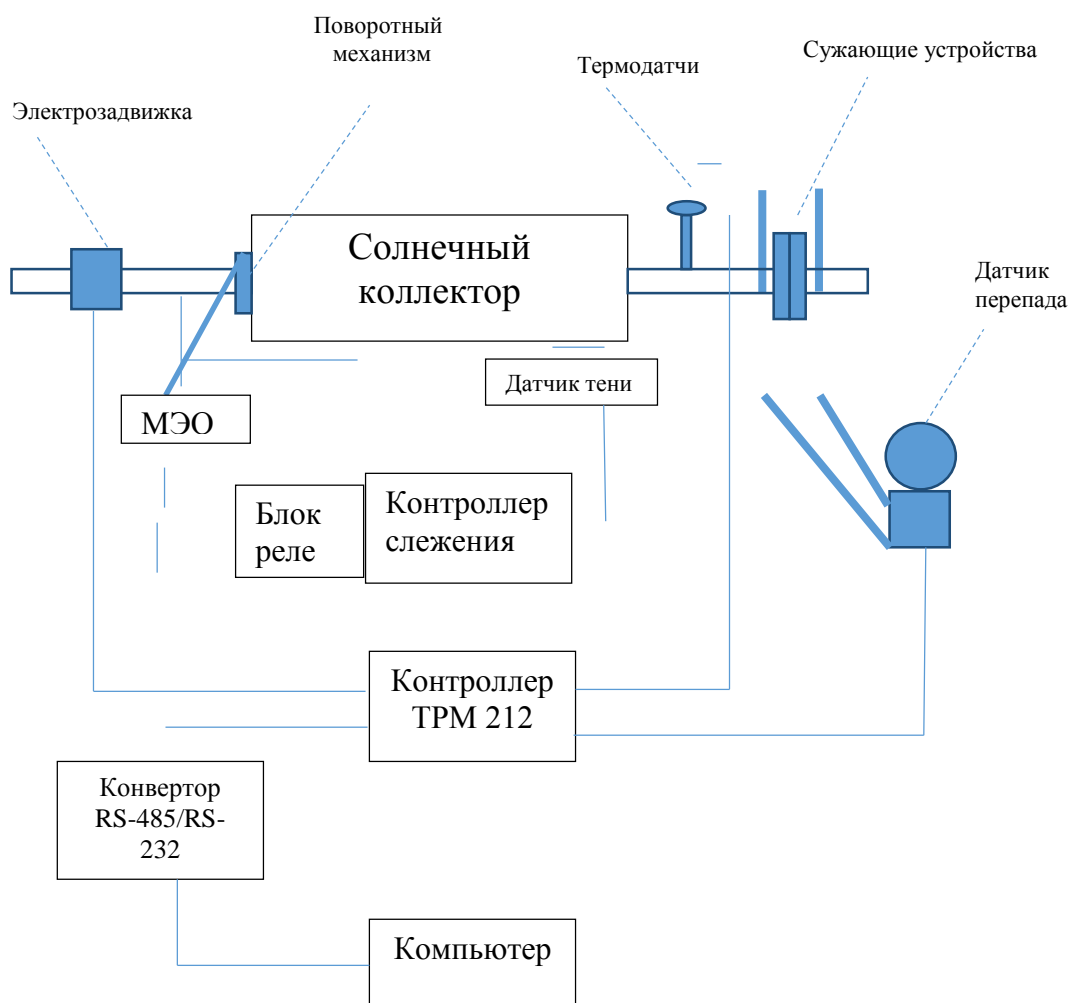 Поворотный
механизм
Сужающие устройства
Термодатчи
Электрозадвижка
Солнечный
коллектор
Датчик
перепада
Датчик тени
МЭО
Блок
реле
Контроллер
слежения
Контроллер
ТРМ 212
Конвертор
RS-485/RS-
232
Компьютер